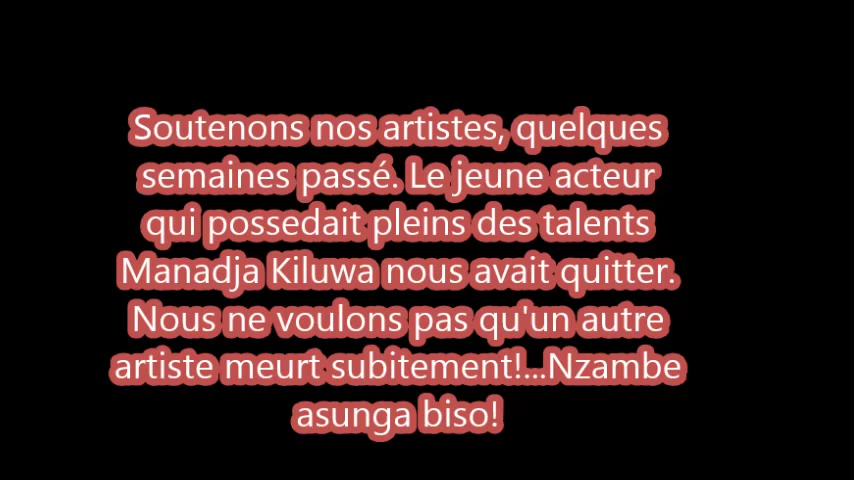 Soutenons nos artistes, quelques
semaines passé. Le jeune acteur
qui possedait pleins des talents
Manadja Kiluwa nous avait quitter.
Nous ne voulons pas qu'un autre
artiste meurt subitement!...Nzambe
asunga biso!